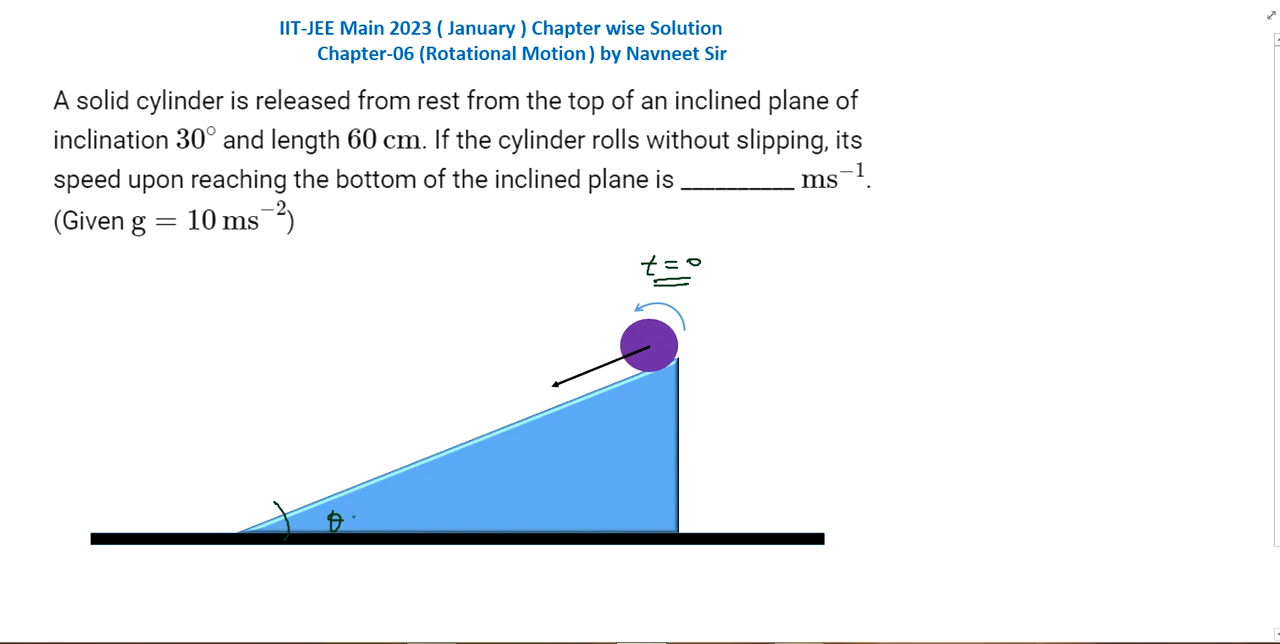 IIT-JEE Main 2023 ( January ) Chapter wise Solution
Chapter-06 (Rotational Motion) by Navneet Sir
A solid cylinder is released from rest from the top of an inclined plane of
inclination 30° and length 60 cm. If the cylinder rolls without slipping, its
speed upon reaching the bottom of the inclined plane is __________ ms⁻¹.
(Given g = 10 ms⁻²)
t=0
θ